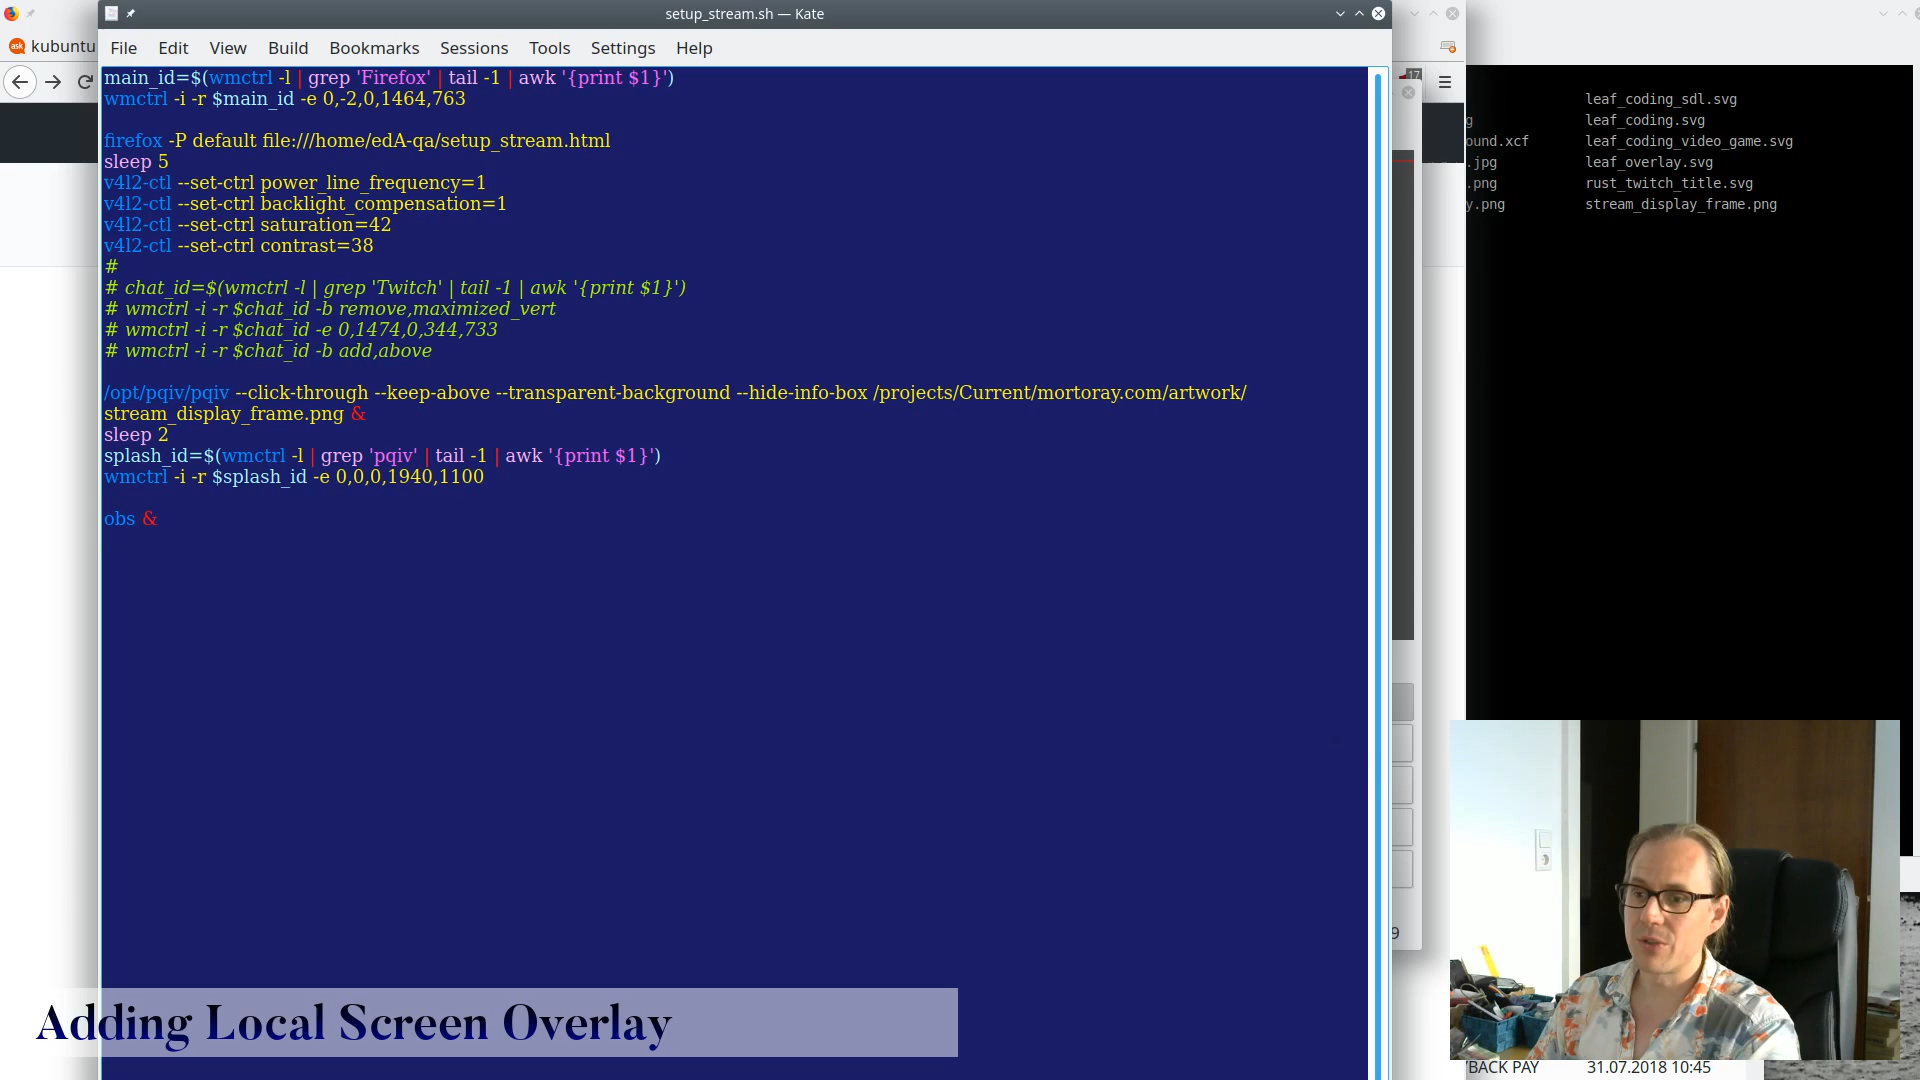 setup_stream.sh — Kate
ask kubuntu
File Edit View Build Bookmarks Sessions Tools Settings Help
main_id=$(wmctrl -l | grep 'Firefox' | tail -1 | awk '{print $1}')
wmctrl -i -r $main_id -e 0,-2,0,1464,763
firefox -P default file:///home/edA-qa/setup_stream.html
sleep 5
v4l2-ctl --set-ctrl power_line_frequency=1
v4l2-ctl --set-ctrl backlight_compensation=1
v4l2-ctl --set-ctrl saturation=42
v4l2-ctl --set-ctrl contrast=38
#
# chat_id=$(wmctrl -l | grep 'Twitch' | tail -1 | awk '{print $1}')
# wmctrl -i -r $chat_id -b remove,maximized_vert
# wmctrl -i -r $chat_id -e 0,1474,0,344,733
# wmctrl -i -r $chat_id -b add,above
/opt/pqiv/pqiv --click-through --keep-above --transparent-background --hide-info-box /projects/Current/mortoray.com/artwork/
stream_display_frame.png &
sleep 2
splash_id=$(wmctrl -l | grep 'pqiv' | tail -1 | awk '{print $1}')
wmctrl -i -r $splash_id -e 0,0,0,1940,1100
obs &
17
leaf_coding_sdl.svg
g leaf_coding.svg
ound.xcf leaf_coding_video_game.svg
.jpg leaf_overlay.svg
.png rust_twitch_title.svg
y.png stream_display_frame.png
9
Adding Local Screen Overlay
BACK PAY 31.07.2018 10:45